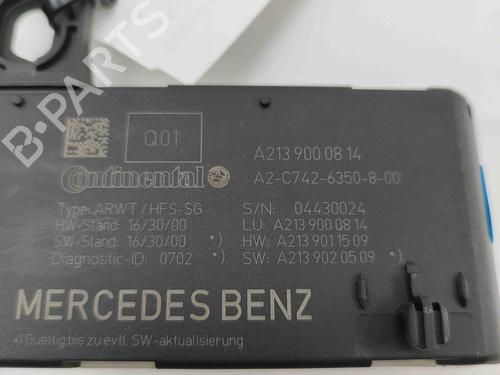 Q01
A213 900 08 14
Continental
A2-C742-6350-8-00
Type: ARWT/HFS-SG S/N: 04430024
HW-Stand: 16/30/00 LU: A213 900 08 14
SW-Stand: 16/30/00 *) HW: A213 901 15 09
Diagnostic-ID: 0702 *) SW: A213 902 05 09 *)
MERCEDES BENZ
*) Gueltig bis zu evtl. SW-aktualisierung
B-PARTS